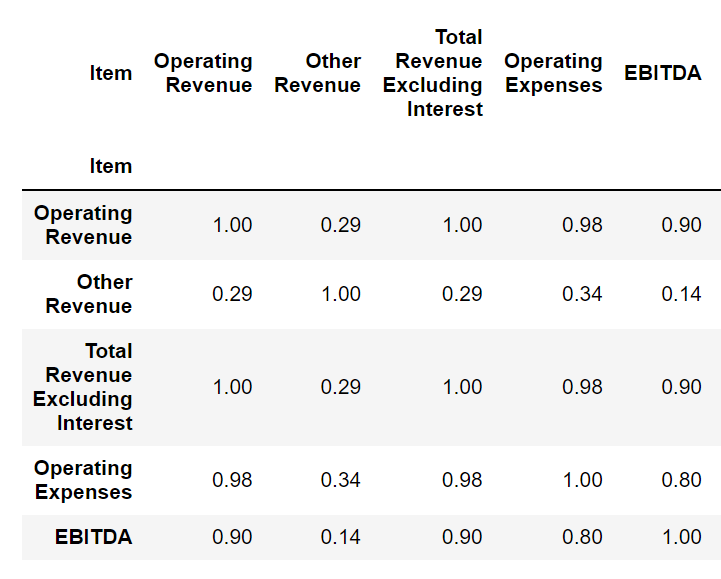 Item Operating Revenue Other Revenue Total Revenue Excluding Interest Operating Expenses EBITDA
Item
Operating Revenue 1.00 0.29 1.00 0.98 0.90
Other Revenue 0.29 1.00 0.29 0.34 0.14
Total Revenue Excluding Interest 1.00 0.29 1.00 0.98 0.90
Operating Expenses 0.98 0.34 0.98 1.00 0.80
EBITDA 0.90 0.14 0.90 0.80 1.00